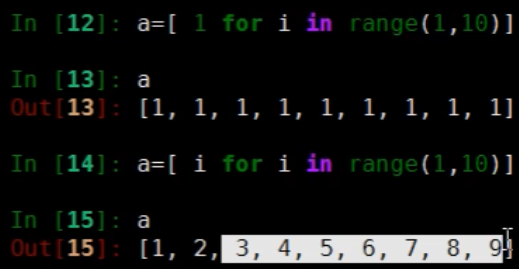 In [12]: a=[ 1 for i in range(1,10)]
In [13]: a
Out[13]: [1, 1, 1, 1, 1, 1, 1, 1, 1]
In [14]: a=[ i for i in range(1,10)]
In [15]: a
Out[15]: [1, 2, 3, 4, 5, 6, 7, 8, 9]